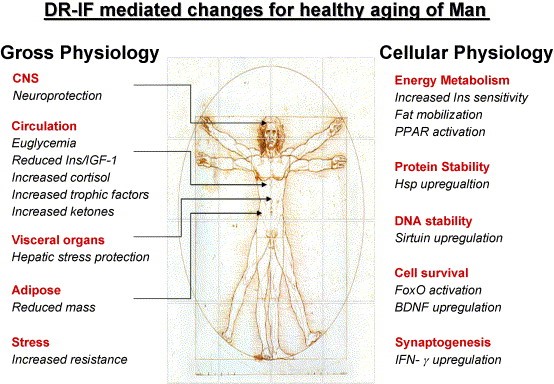 DR-IF mediated changes for healthy aging of Man
Gross Physiology
CNS
Neuroprotection
Circulation
Euglycemia
Reduced Ins/IGF-1
Increased cortisol
Increased trophic factors
Increased ketones
Visceral organs
Hepatic stress protection
Adipose
Reduced mass
Stress
Increased resistance
Cellular Physiology
Energy Metabolism
Increased Ins sensitivity
Fat mobilization
PPAR activation
Protein Stability
Hsp upregualtion
DNA stability
Sirtuin upregulation
Cell survival
FoxO activation
BDNF upregulation
Synaptogenesis
IFN- γ upregulation